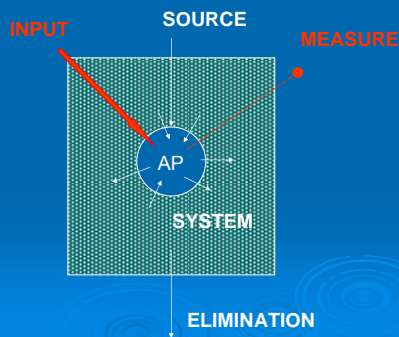 SOURCE
INPUT
MEASURE
AP
SYSTEM
ELIMINATION